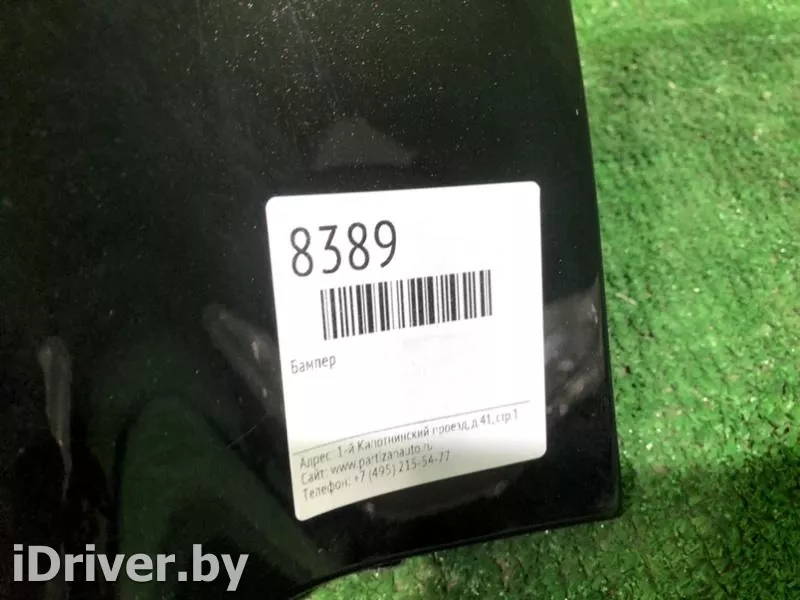 8389
Бампер
Адрес: 1-й Капотнинский проезд, д 41, стр.1
Сайт: www.partizanauto.ru
Телефон: +7 (495) 215-54-77
iDriver.by